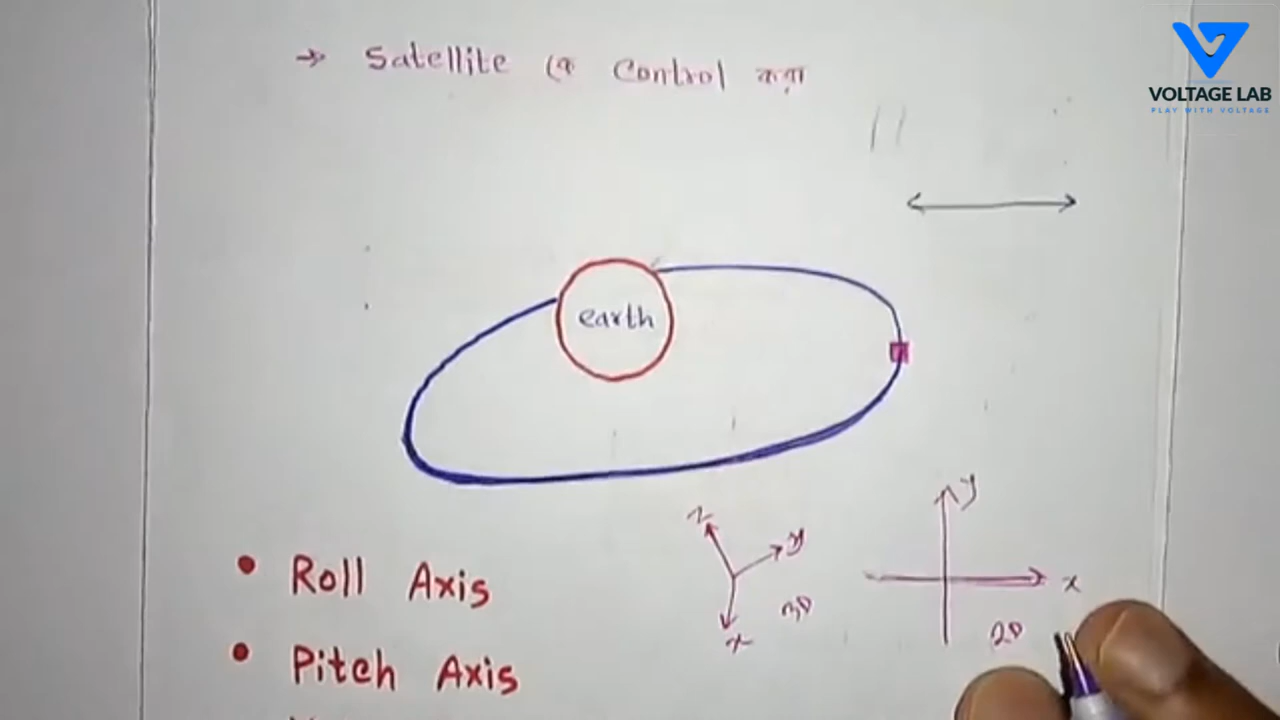 → Satellite কে Control করা
VOLTAGE LAB
PLAY WITH VOLTAGE
earth
z
y
x
3D
y
x
2D
• Roll Axis
• Pitch Axis